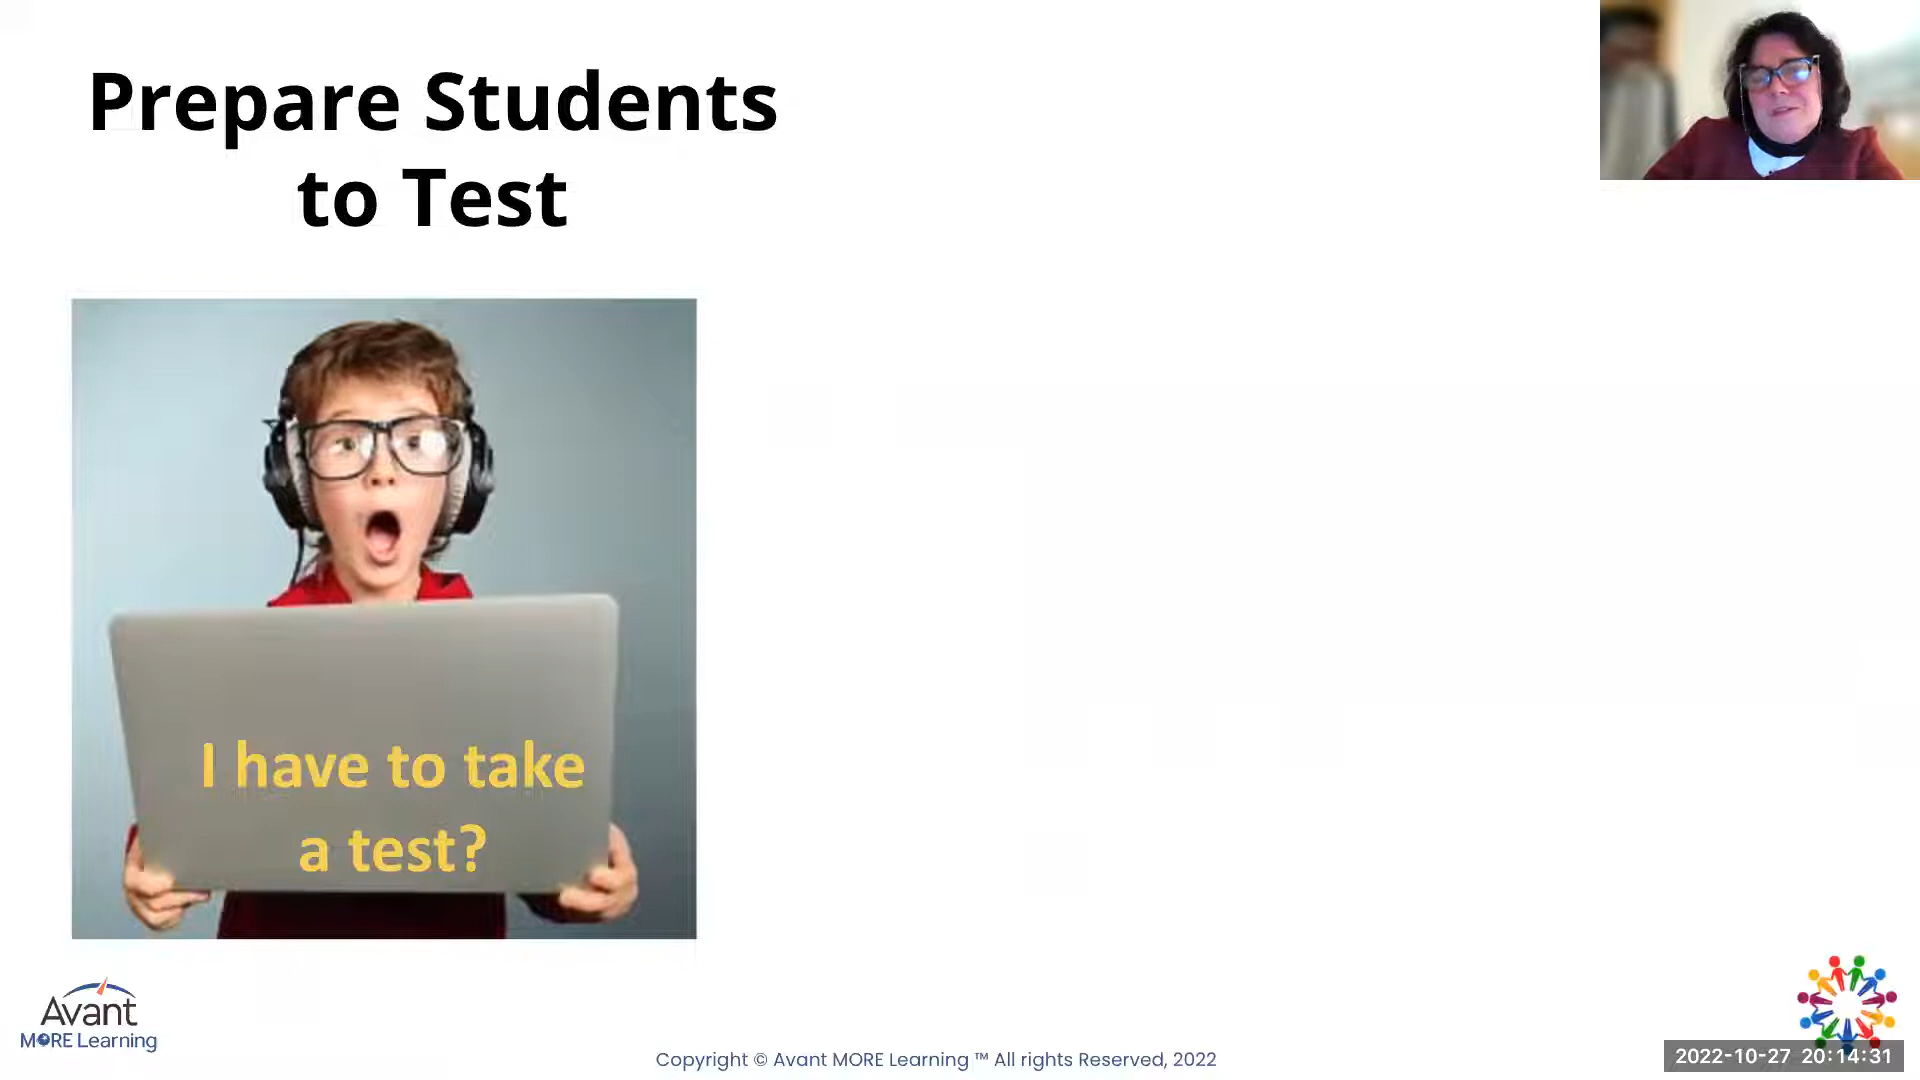 Prepare Students
to Test
I have to take
a test?
Avant
MORE Learning
Copyright © Avant MORE Learning ™ All rights Reserved, 2022
2022-10-27 20:14:31